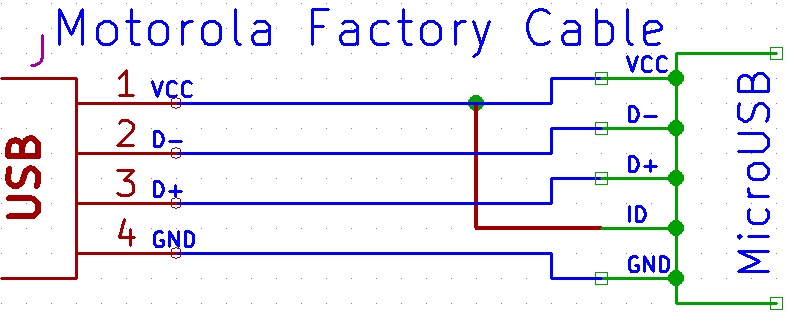 Motorola Factory Cable
J
USB
1 VCC
2 D-
3 D+
4 GND
VCC
D-
D+
ID
GND
MicroUSB